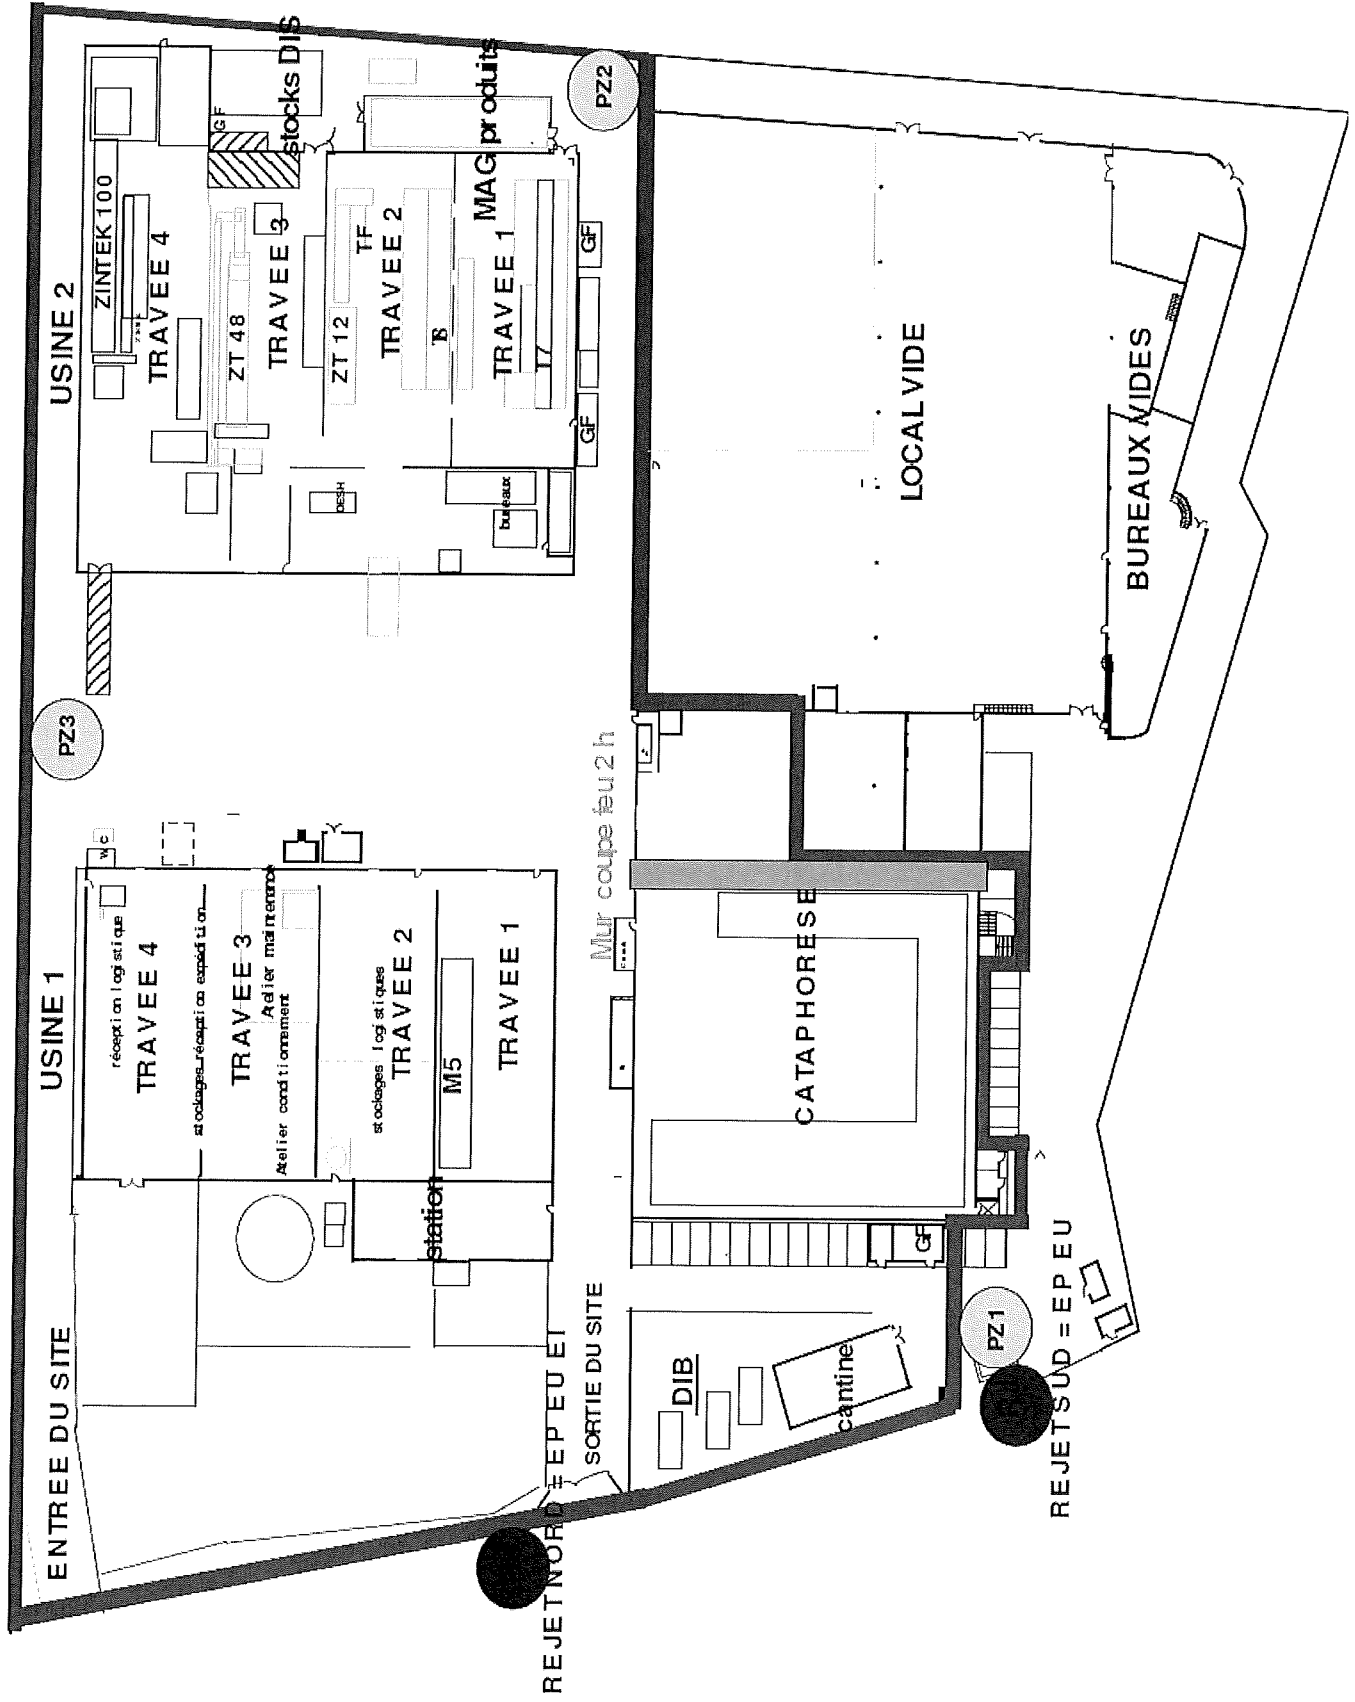 USINE 2
ZINTEK 100
TRAVEE 4
ZT 48
TRAVEE 3
GF
stocks DIS
ZT 12
TF
TRAVEE 2
TRAVEE 1
T7
MAG produits
GF
GF
DESH
bureaux
PZ2
PZ3
LOCAL VIDE
BUREAUX VIDES
USINE 1
WC
réception logistique
TRAVEE 4
stockages réception expédition
TRAVEE 3
Atelier maintenance
Atelier conditionnement
stockages logistiques
TRAVEE 2
M5
TRAVEE 1
station
Mur coupe feu 2 h
CATAPHORESE
GF
ENTREE DU SITE
SORTIE DU SITE
REJET NORD = EP EU EI
DIB
cantine
PZ1
REJET SUD = EP EU